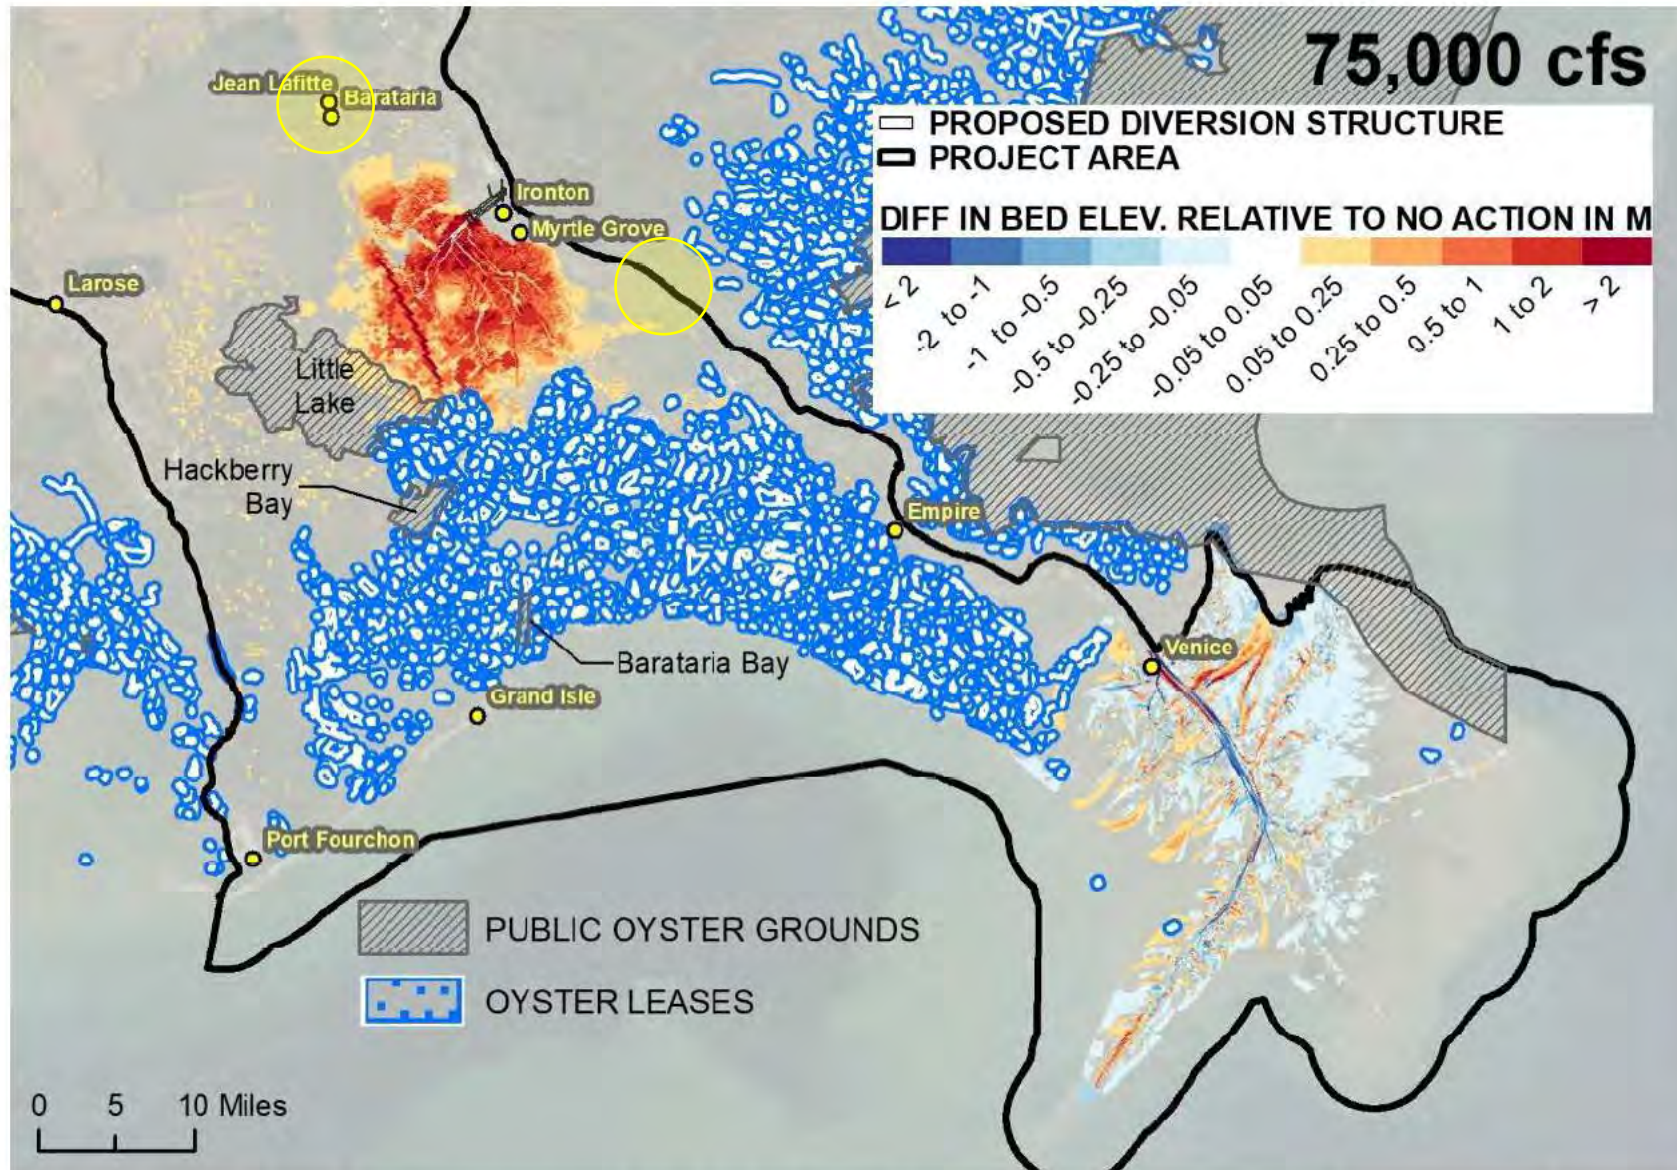 75,000 cfs
PROPOSED DIVERSION STRUCTURE
PROJECT AREA
DIFF IN BED ELEV. RELATIVE TO NO ACTION IN M
< 2
-2 to -1
-1 to -0.5
-0.5 to -0.25
-0.25 to -0.05
-0.05 to 0.05
0.05 to 0.25
0.25 to 0.5
0.5 to 1
1 to 2
> 2
Jean Lafitte
Barataria
Ironton
Myrtle Grove
Larose
Little
Lake
Hackberry
Bay
Empire
Venice
Barataria Bay
Grand Isle
Port Fourchon
PUBLIC OYSTER GROUNDS
OYSTER LEASES
0 5 10 Miles